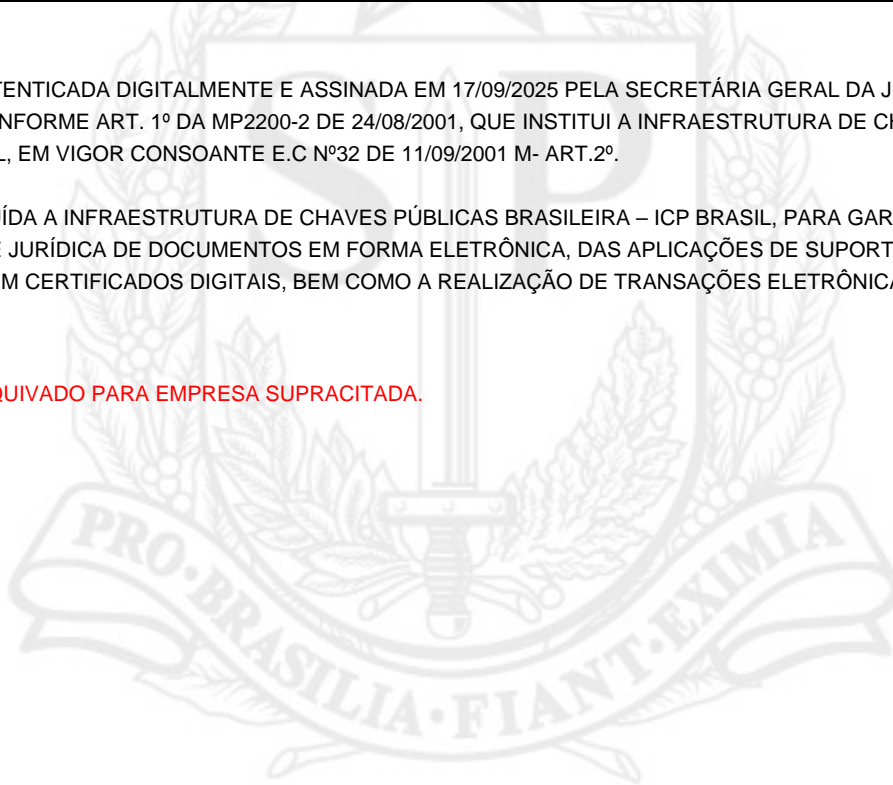 TENTICADA DIGITALMENTE E ASSINADA EM 17/09/2025 PELA SECRETÁRIA GERAL DA J
NFORME ART. 1º DA MP2200-2 DE 24/08/2001, QUE INSTITUI A INFRAESTRUTURA DE C
L, EM VIGOR CONSOANTE E.C Nº32 DE 11/09/2001 M- ART.2º.
ÍDA A INFRAESTRUTURA DE CHAVES PÚBLICAS BRASILEIRA – ICP BRASIL, PARA GAR
E JURÍDICA DE DOCUMENTOS EM FORMA ELETRÔNICA, DAS APLICAÇÕES DE SUPORT
M CERTIFICADOS DIGITAIS, BEM COMO A REALIZAÇÃO DE TRANSAÇÕES ELETRÔNICA
QUIVADO PARA EMPRESA SUPRACITADA.
SP
PRO·BRASILIA·FIANT·EXIMIA